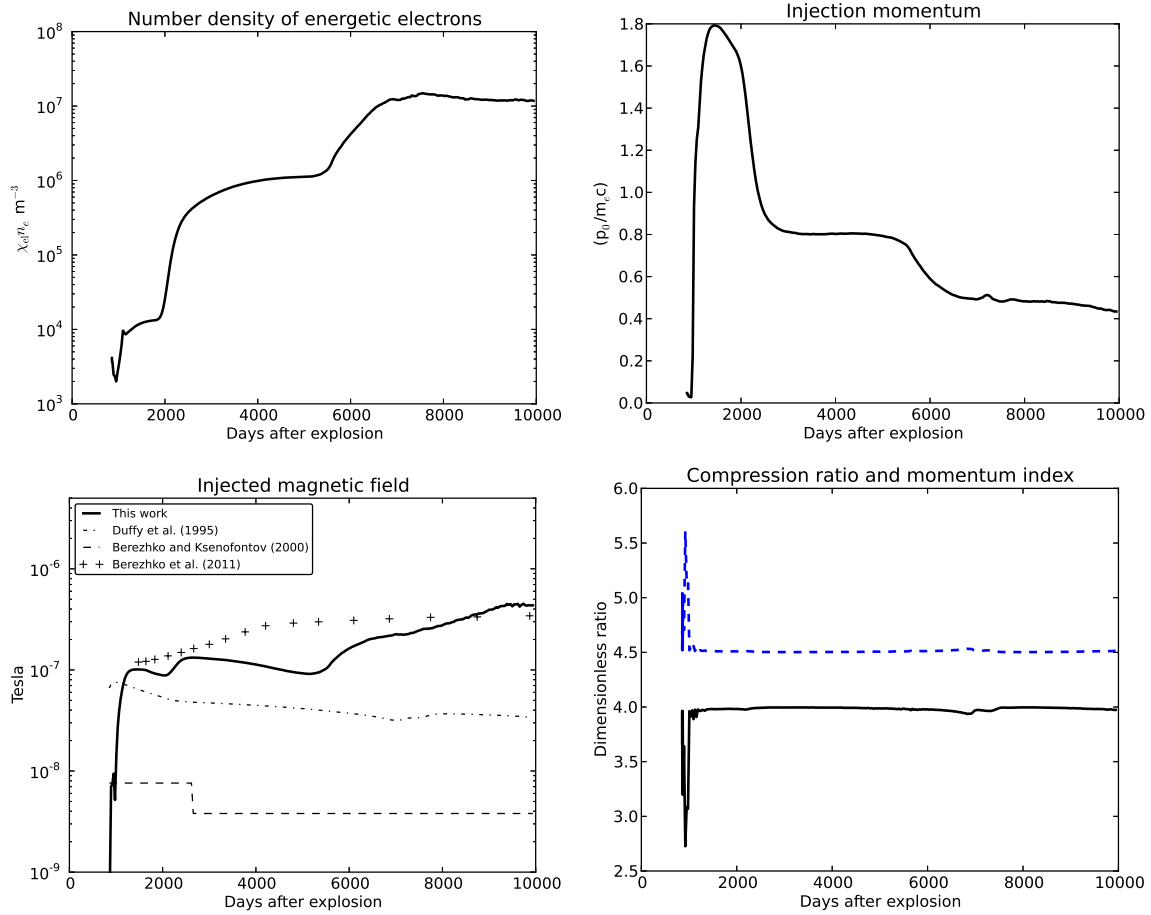 Number density of energetic electrons
10^8
10^7
10^6
10^5
10^4
10^3
χ_el n_e m^−3
0 2000 4000 6000 8000 10000
Days after explosion
Injection momentum
1.8
1.6
1.4
1.2
1.0
0.8
0.6
0.4
0.2
0.0
(p_0/m_e c)
0 2000 4000 6000 8000 10000
Days after explosion
Injected magnetic field
This work
Duffy et al. (1995)
Berezhko and Ksenofontov (2000)
Berezhko et al. (2011)
10^-6
10^-7
10^-8
10^-9
Tesla
0 2000 4000 6000 8000 10000
Days after explosion
Compression ratio and momentum index
6.0
5.5
5.0
4.5
4.0
3.5
3.0
2.5
Dimensionless ratio
0 2000 4000 6000 8000 10000
Days after explosion